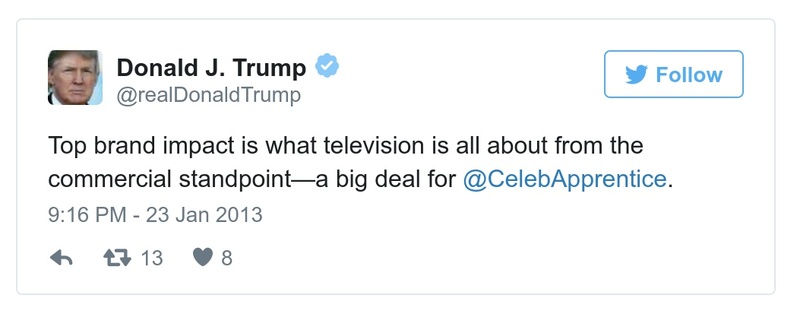 Donald J. Trump
@realDonaldTrump
Follow
Top brand impact is what television is all about from the
commercial standpoint—a big deal for @CelebApprentice.
9:16 PM - 23 Jan 2013
13 8